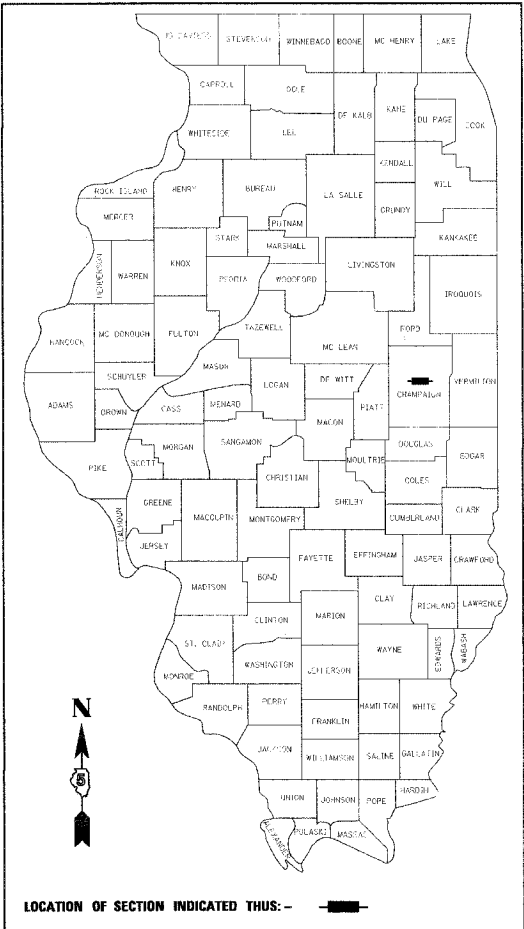 JO DAVIESS STEPHENSON WINNEBAGO BOONE MC HENRY LAKE
CARROLL OGLE DE KALB KANE DU PAGE COOK
WHITESIDE LEE
KENDALL WILL
ROCK ISLAND HENRY BUREAU LA SALLE GRUNDY
MERCER PUTNAM
STARK MARSHALL KANKAKEE
HENDERSON WARREN KNOX PEORIA WOODFORD LIVINGSTON
IROQUOIS
HANCOCK MC DONOUGH FULTON TAZEWELL MC LEAN FORD
SCHUYLER MASON
ADAMS BROWN CASS MENARD LOGAN DE WITT PIATT CHAMPAIGN VERMILION
MACON
PIKE SCOTT MORGAN SANGAMON CHRISTIAN MOULTRIE DOUGLAS EDGAR
COLES
CALHOUN GREENE MACOUPIN MONTGOMERY SHELBY CUMBERLAND CLARK
JERSEY
FAYETTE EFFINGHAM JASPER CRAWFORD
MADISON BOND
CLAY RICHLAND LAWRENCE
CLINTON MARION
ST. CLAIR WAYNE EDWARDS WABASH
WASHINGTON JEFFERSON
MONROE
RANDOLPH PERRY HAMILTON WHITE
FRANKLIN
JACKSON WILLIAMSON SALINE GALLATIN
UNION JOHNSON POPE HARDIN
ALEXANDER PULASKI MASSAC
N
5
LOCATION OF SECTION INDICATED THUS: -